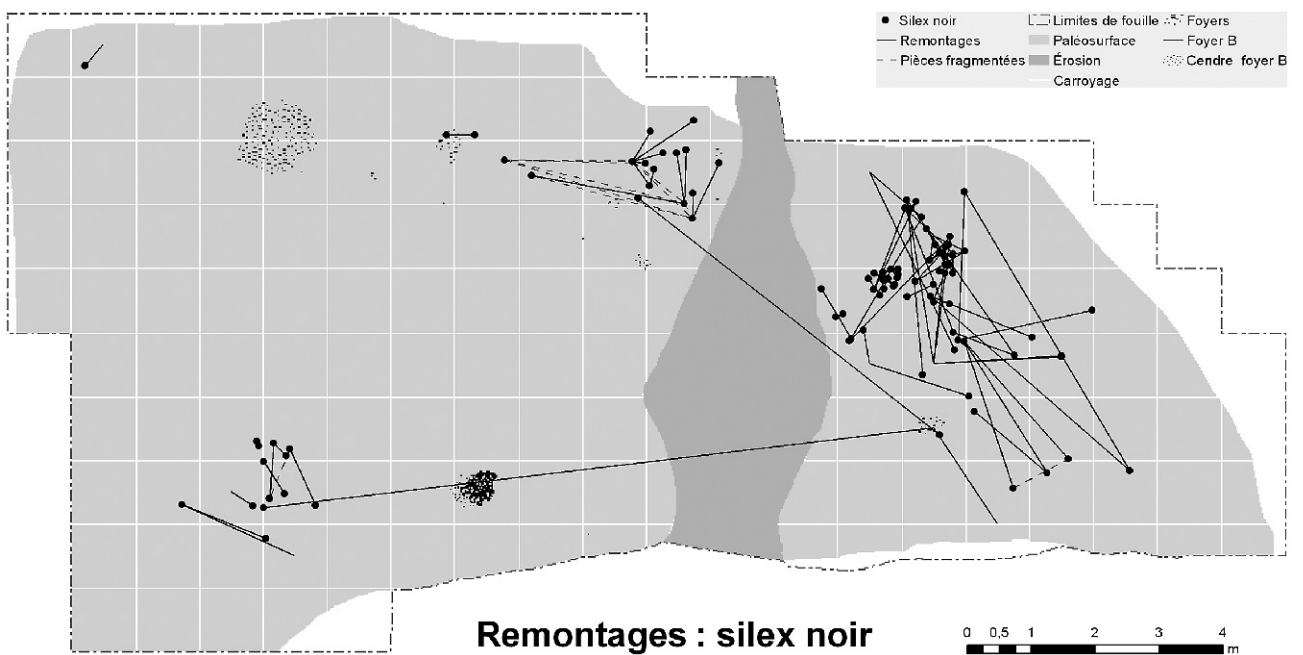 Silex noir Limites de fouille Foyers
Remontages Paléosurface Foyer B
Pièces fragmentées Érosion Cendre foyer B
Carroyage
Remontages : silex noir
0 0,5 1 2 3 4
m